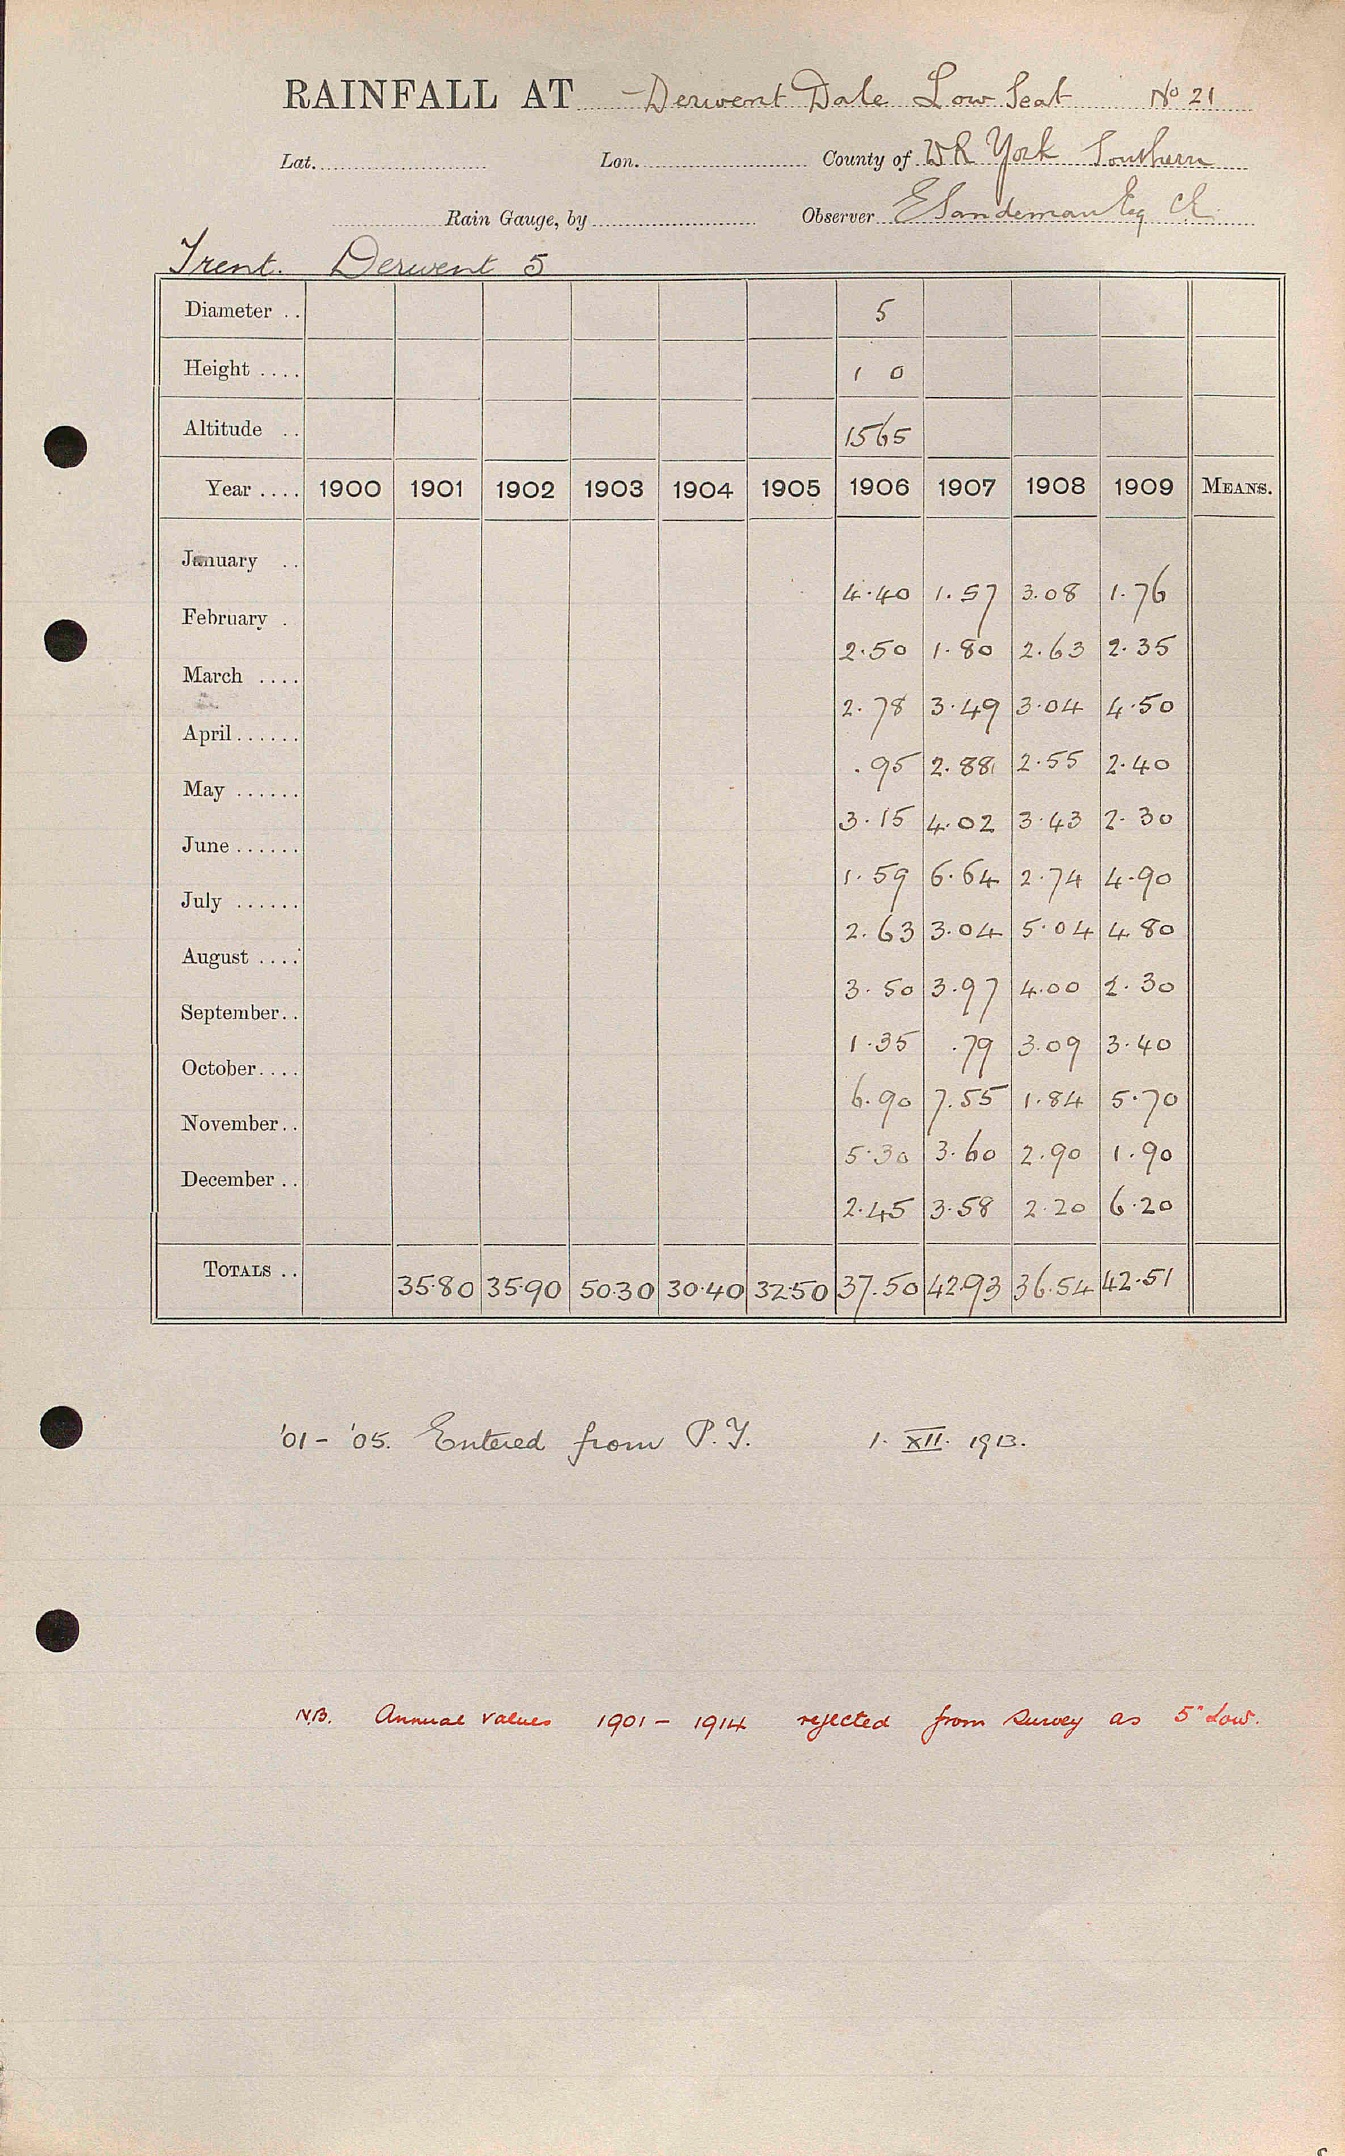 RAINFALL AT Derwent Dale Low Seat No 21
Lat. Lon. County of WR York Southern
Rain Gauge, by Observer E Sandeman Esq CE
Trent. Derwent 5
Diameter .. 5
Height .... 1 0
Altitude .. 1565
Year .... 1900 1901 1902 1903 1904 1905 1906 1907 1908 1909 MEANS.
January .. 4.40 1.57 3.08 1.76
February . 2.50 1.80 2.63 2.35
March .... 2.78 3.49 3.04 4.50
April...... .95 2.88 2.55 2.40
May ...... 3.15 4.02 3.43 2.30
June...... 1.59 6.64 2.74 4.90
July ...... 2.63 3.04 5.04 4.80
August .... 3.50 3.97 4.00 2.30
September.. 1.35 .79 3.09 3.40
October.... 6.90 7.55 1.84 5.70
November.. 5.30 3.60 2.90 1.90
December .. 2.45 3.58 2.20 6.20
TOTALS .. 35.80 35.90 50.30 30.40 32.50 37.50 42.93 36.54 42.51
'01 - '05. Entered from P.Y. 1. XII. 1913.
N.B. Annual values 1901 - 1914 rejected from Survey as 5" Low.